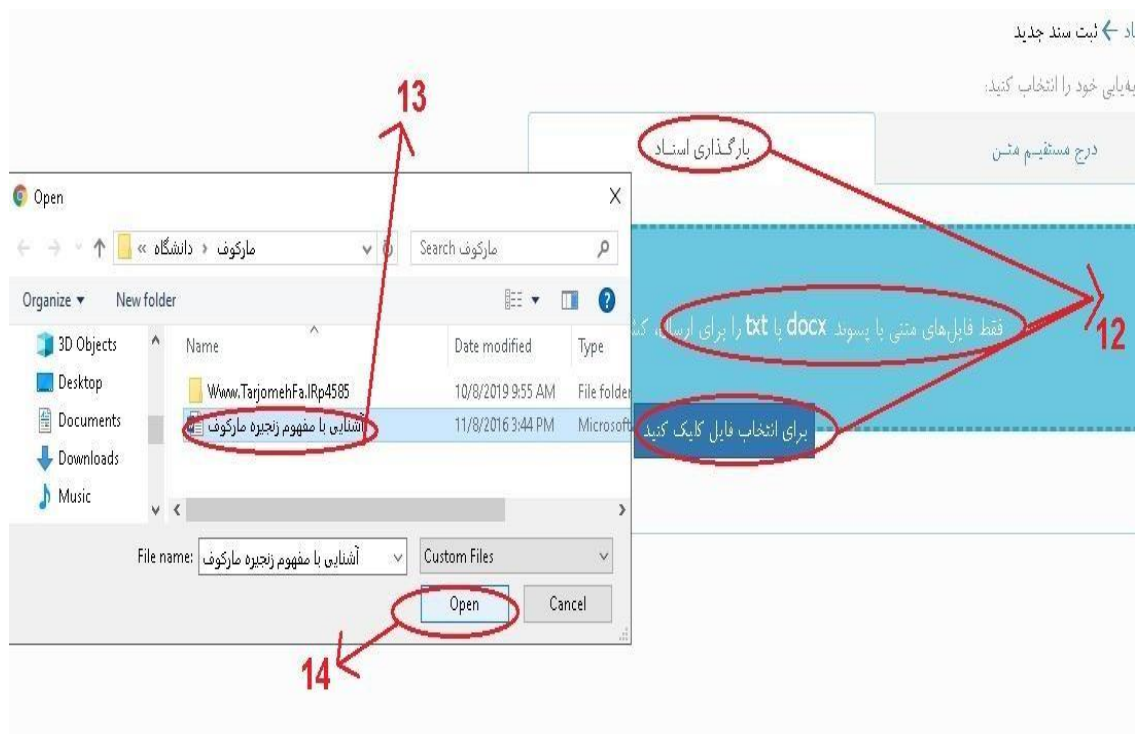 ثبت سند جدید
خود را انتخاب کنید:
درج مستقیم متن
بارگذاری اسناد
13
Open
مارکوف › دانشگاه »
Search مارکوف
Organize
New folder
3D Objects
Desktop
Documents
Downloads
Music
Name Date modified Type
Www.TarjomehFa.IRp4585 10/8/2019 9:55 AM File folder
آشنایی با مفهوم زنجیره مارکوف 11/8/2016 3:44 PM Microsoft
فقط فایل‌های متنی با پسوند docx یا txt را برای ارسال،
برای انتخاب فایل کلیک کنید
12
File name: آشنایی با مفهوم زنجیره مارکوف
Custom Files
Open
Cancel
14